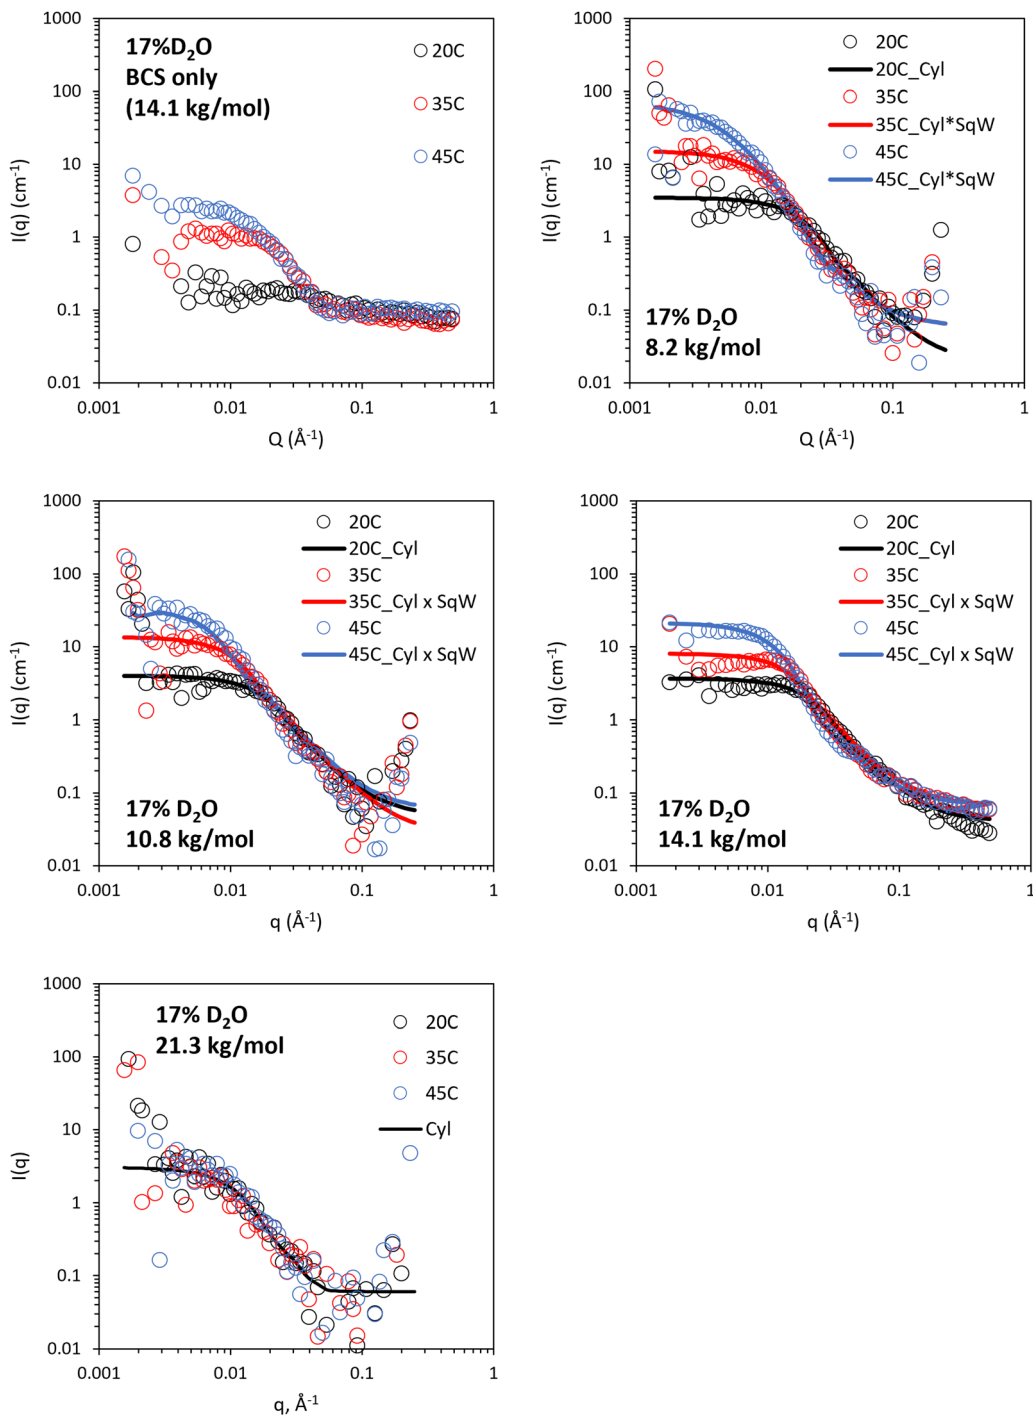 17%D₂O
BCS only
(14.1 kg/mol)
20C
35C
45C
1000
100
10
1
0.1
0.01
0.001
0.01
0.1
1
I(q) (cm⁻¹)
Q (Å⁻¹)
20C
20C_Cyl
35C
35C_Cyl*SqW
45C
45C_Cyl*SqW
17% D₂O
8.2 kg/mol
1000
100
10
1
0.1
0.01
0.001
0.01
0.1
1
I(q) (cm⁻¹)
Q (Å⁻¹)
20C
20C_Cyl
35C
35C_Cyl x SqW
45C
45C_Cyl x SqW
17% D₂O
10.8 kg/mol
1000
100
10
1
0.1
0.01
0.001
0.01
0.1
1
I(q) (cm⁻¹)
q (Å⁻¹)
20C
20C_Cyl
35C
35C_Cyl x SqW
45C
45C_Cyl x SqW
17% D₂O
14.1 kg/mol
1000
100
10
1
0.1
0.01
0.001
0.01
0.1
1
I(q) (cm⁻¹)
q (Å⁻¹)
17% D₂O
21.3 kg/mol
20C
35C
45C
Cyl
1000
100
10
1
0.1
0.01
0.001
0.01
0.1
1
I(q)
q, Å⁻¹